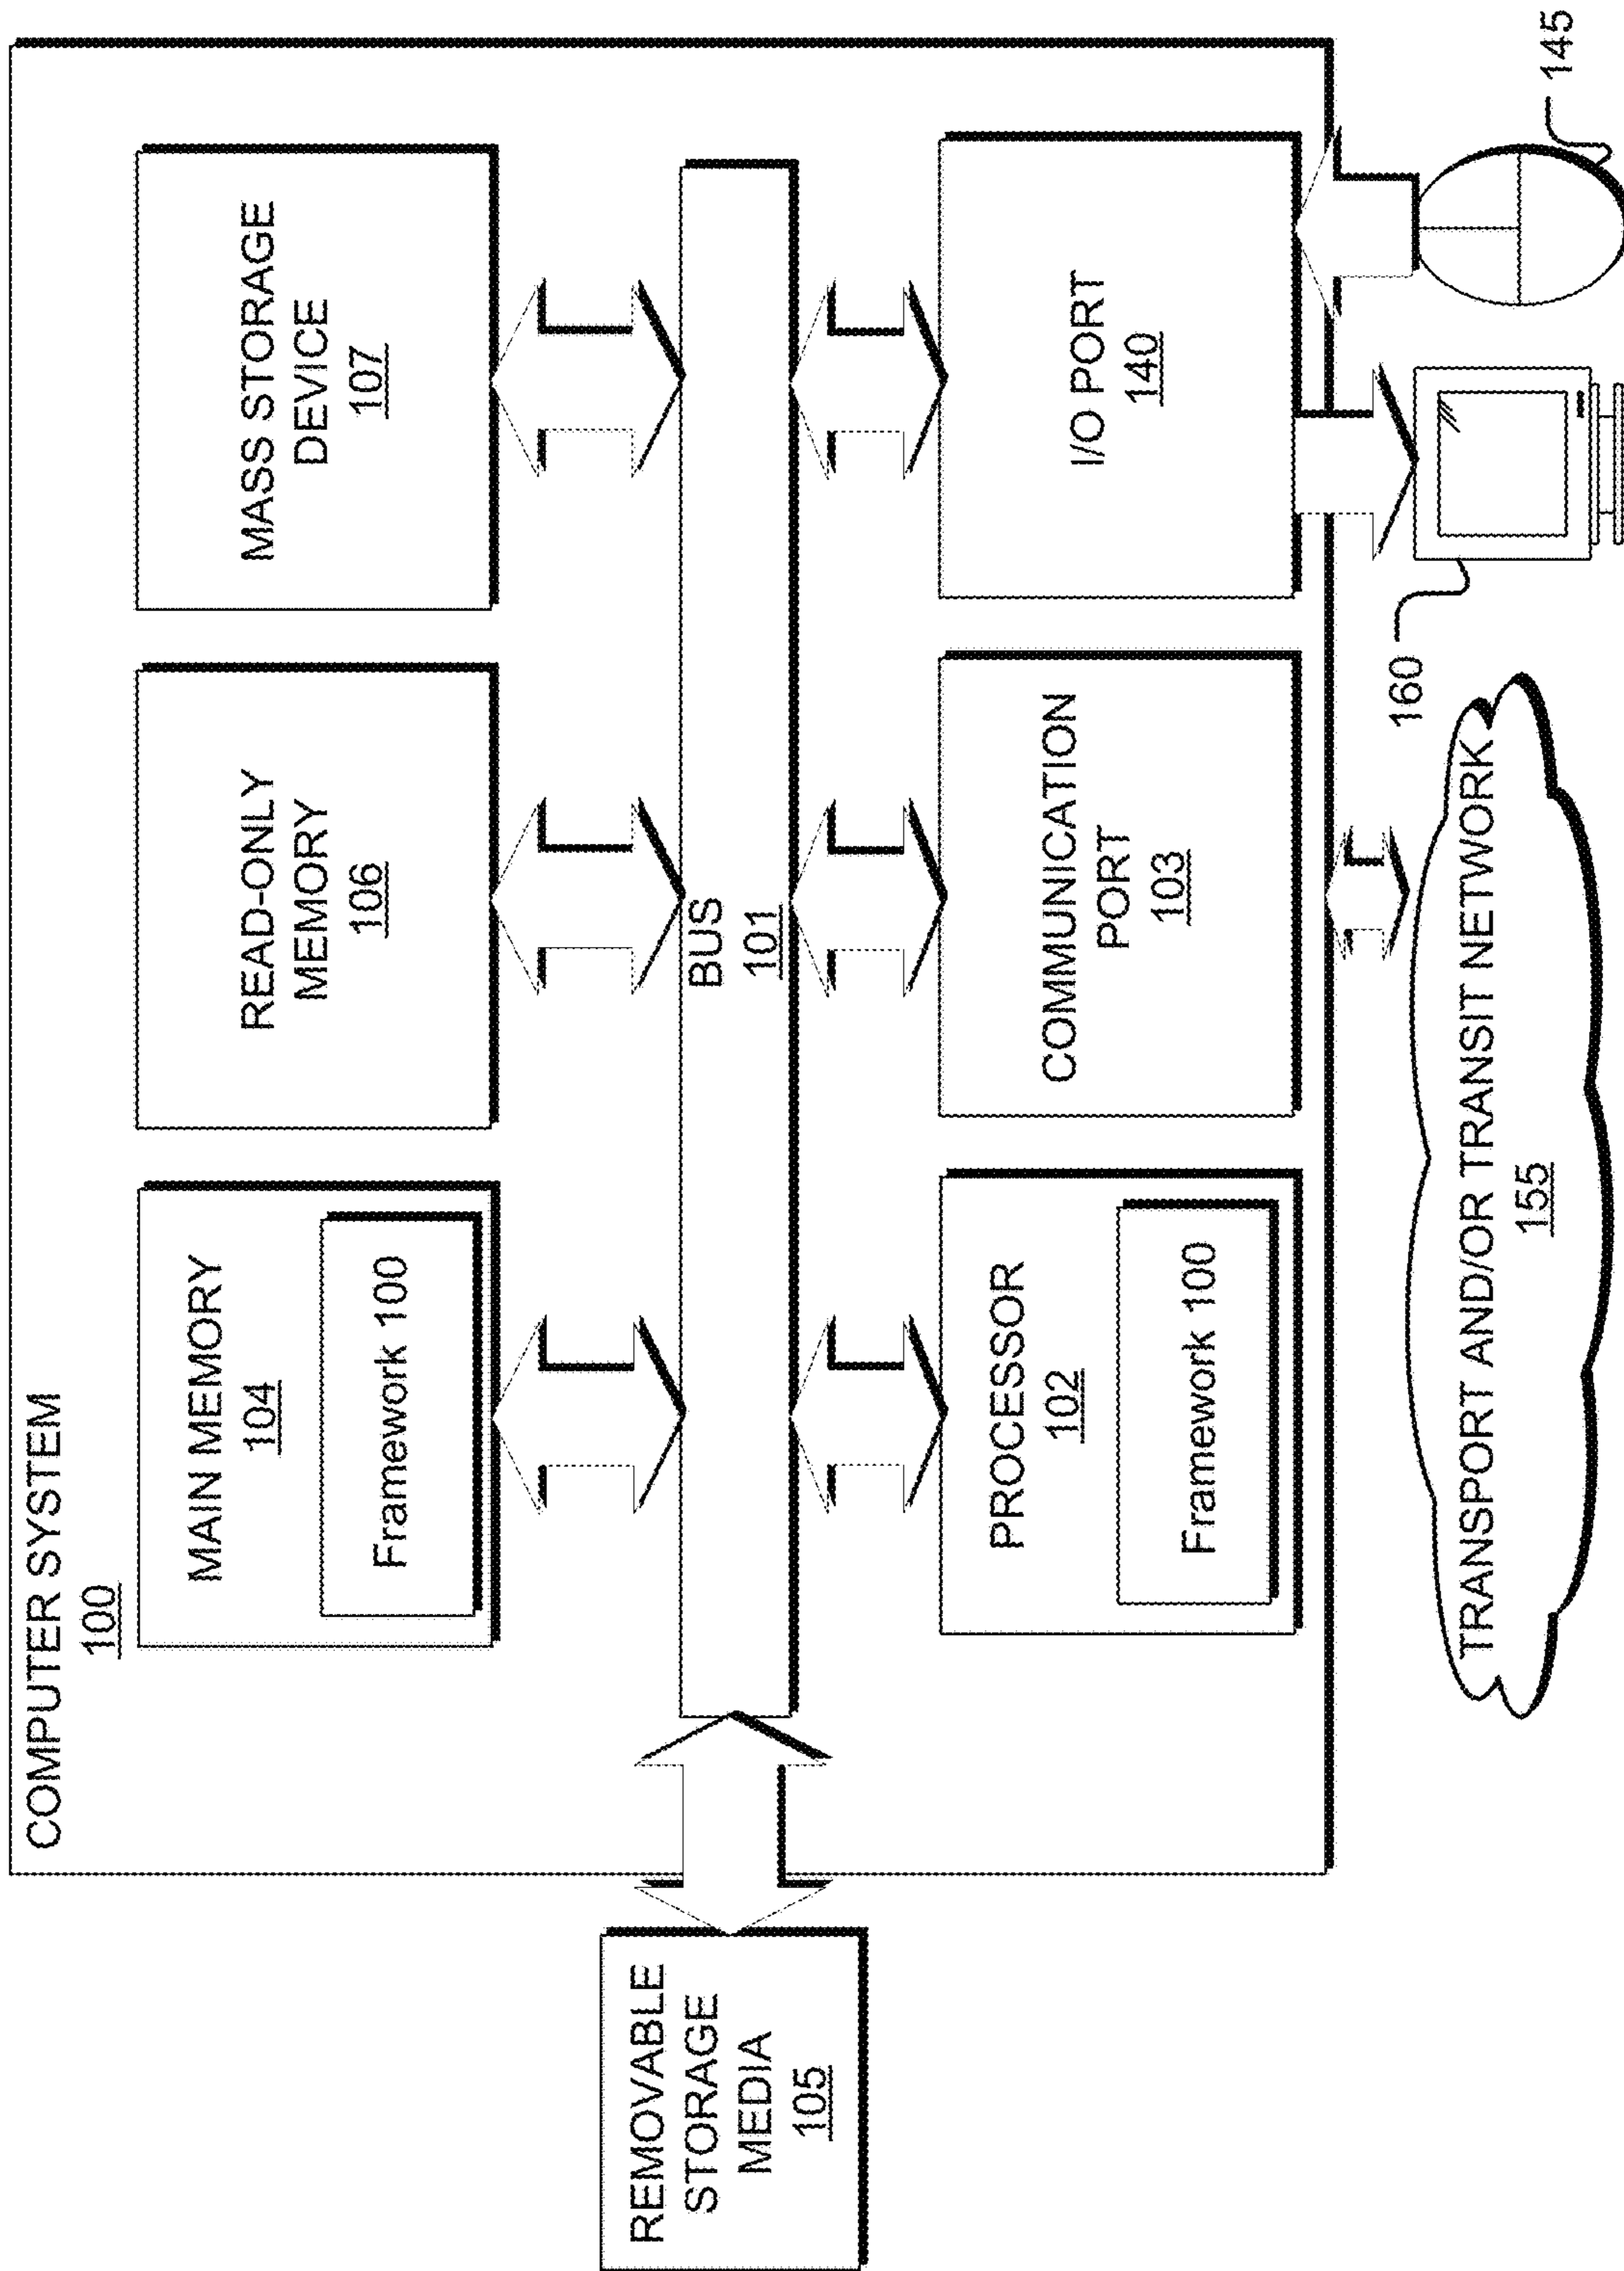 COMPUTER SYSTEM
100
MAIN MEMORY
104
Framework 100
READ-ONLY
MEMORY
106
MASS STORAGE
DEVICE
107
REMOVABLE
STORAGE
MEDIA
105
BUS
101
PROCESSOR
102
Framework 100
COMMUNICATION
PORT
103
I/O PORT
140
160
145
TRANSPORT AND/OR TRANSIT NETWORK
155